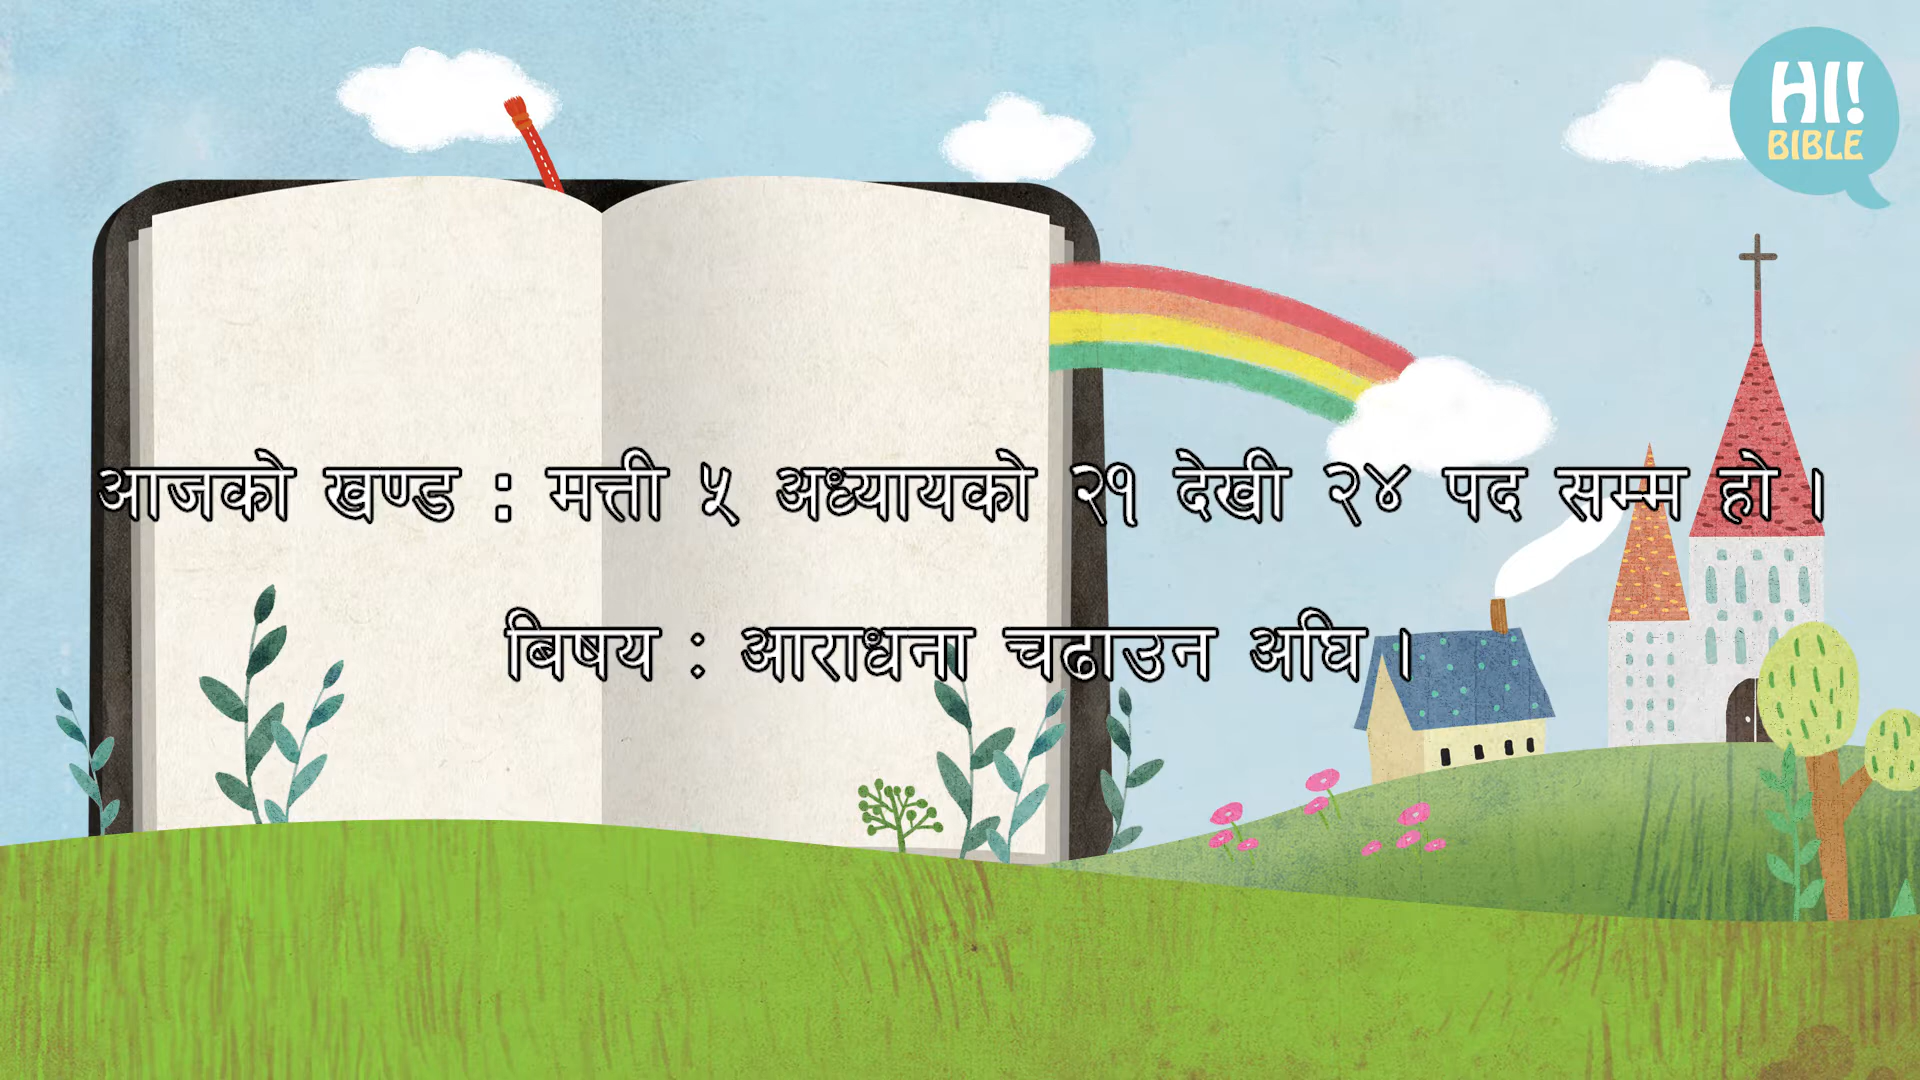 HI!
BIBLE
आजको खण्ड : मत्ती ५ अध्यायको २१ देखी २४ पद सम्म हो ।
बिषय : आराधना चढाउन अघि ।